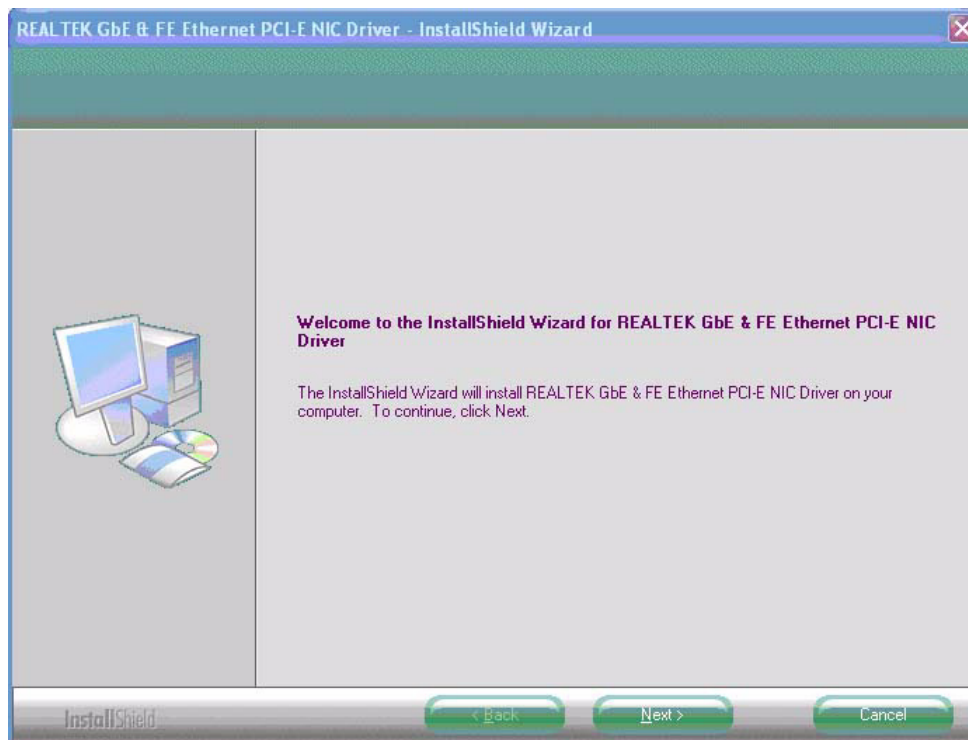 REALTEK GbE & FE Ethernet PCI-E NIC Driver - InstallShield Wizard
Welcome to the InstallShield Wizard for REALTEK GbE & FE Ethernet PCI-E NIC
Driver
The InstallShield Wizard will install REALTEK GbE & FE Ethernet PCI-E NIC Driver on your
computer. To continue, click Next.
InstallShield
< Back
Next >
Cancel